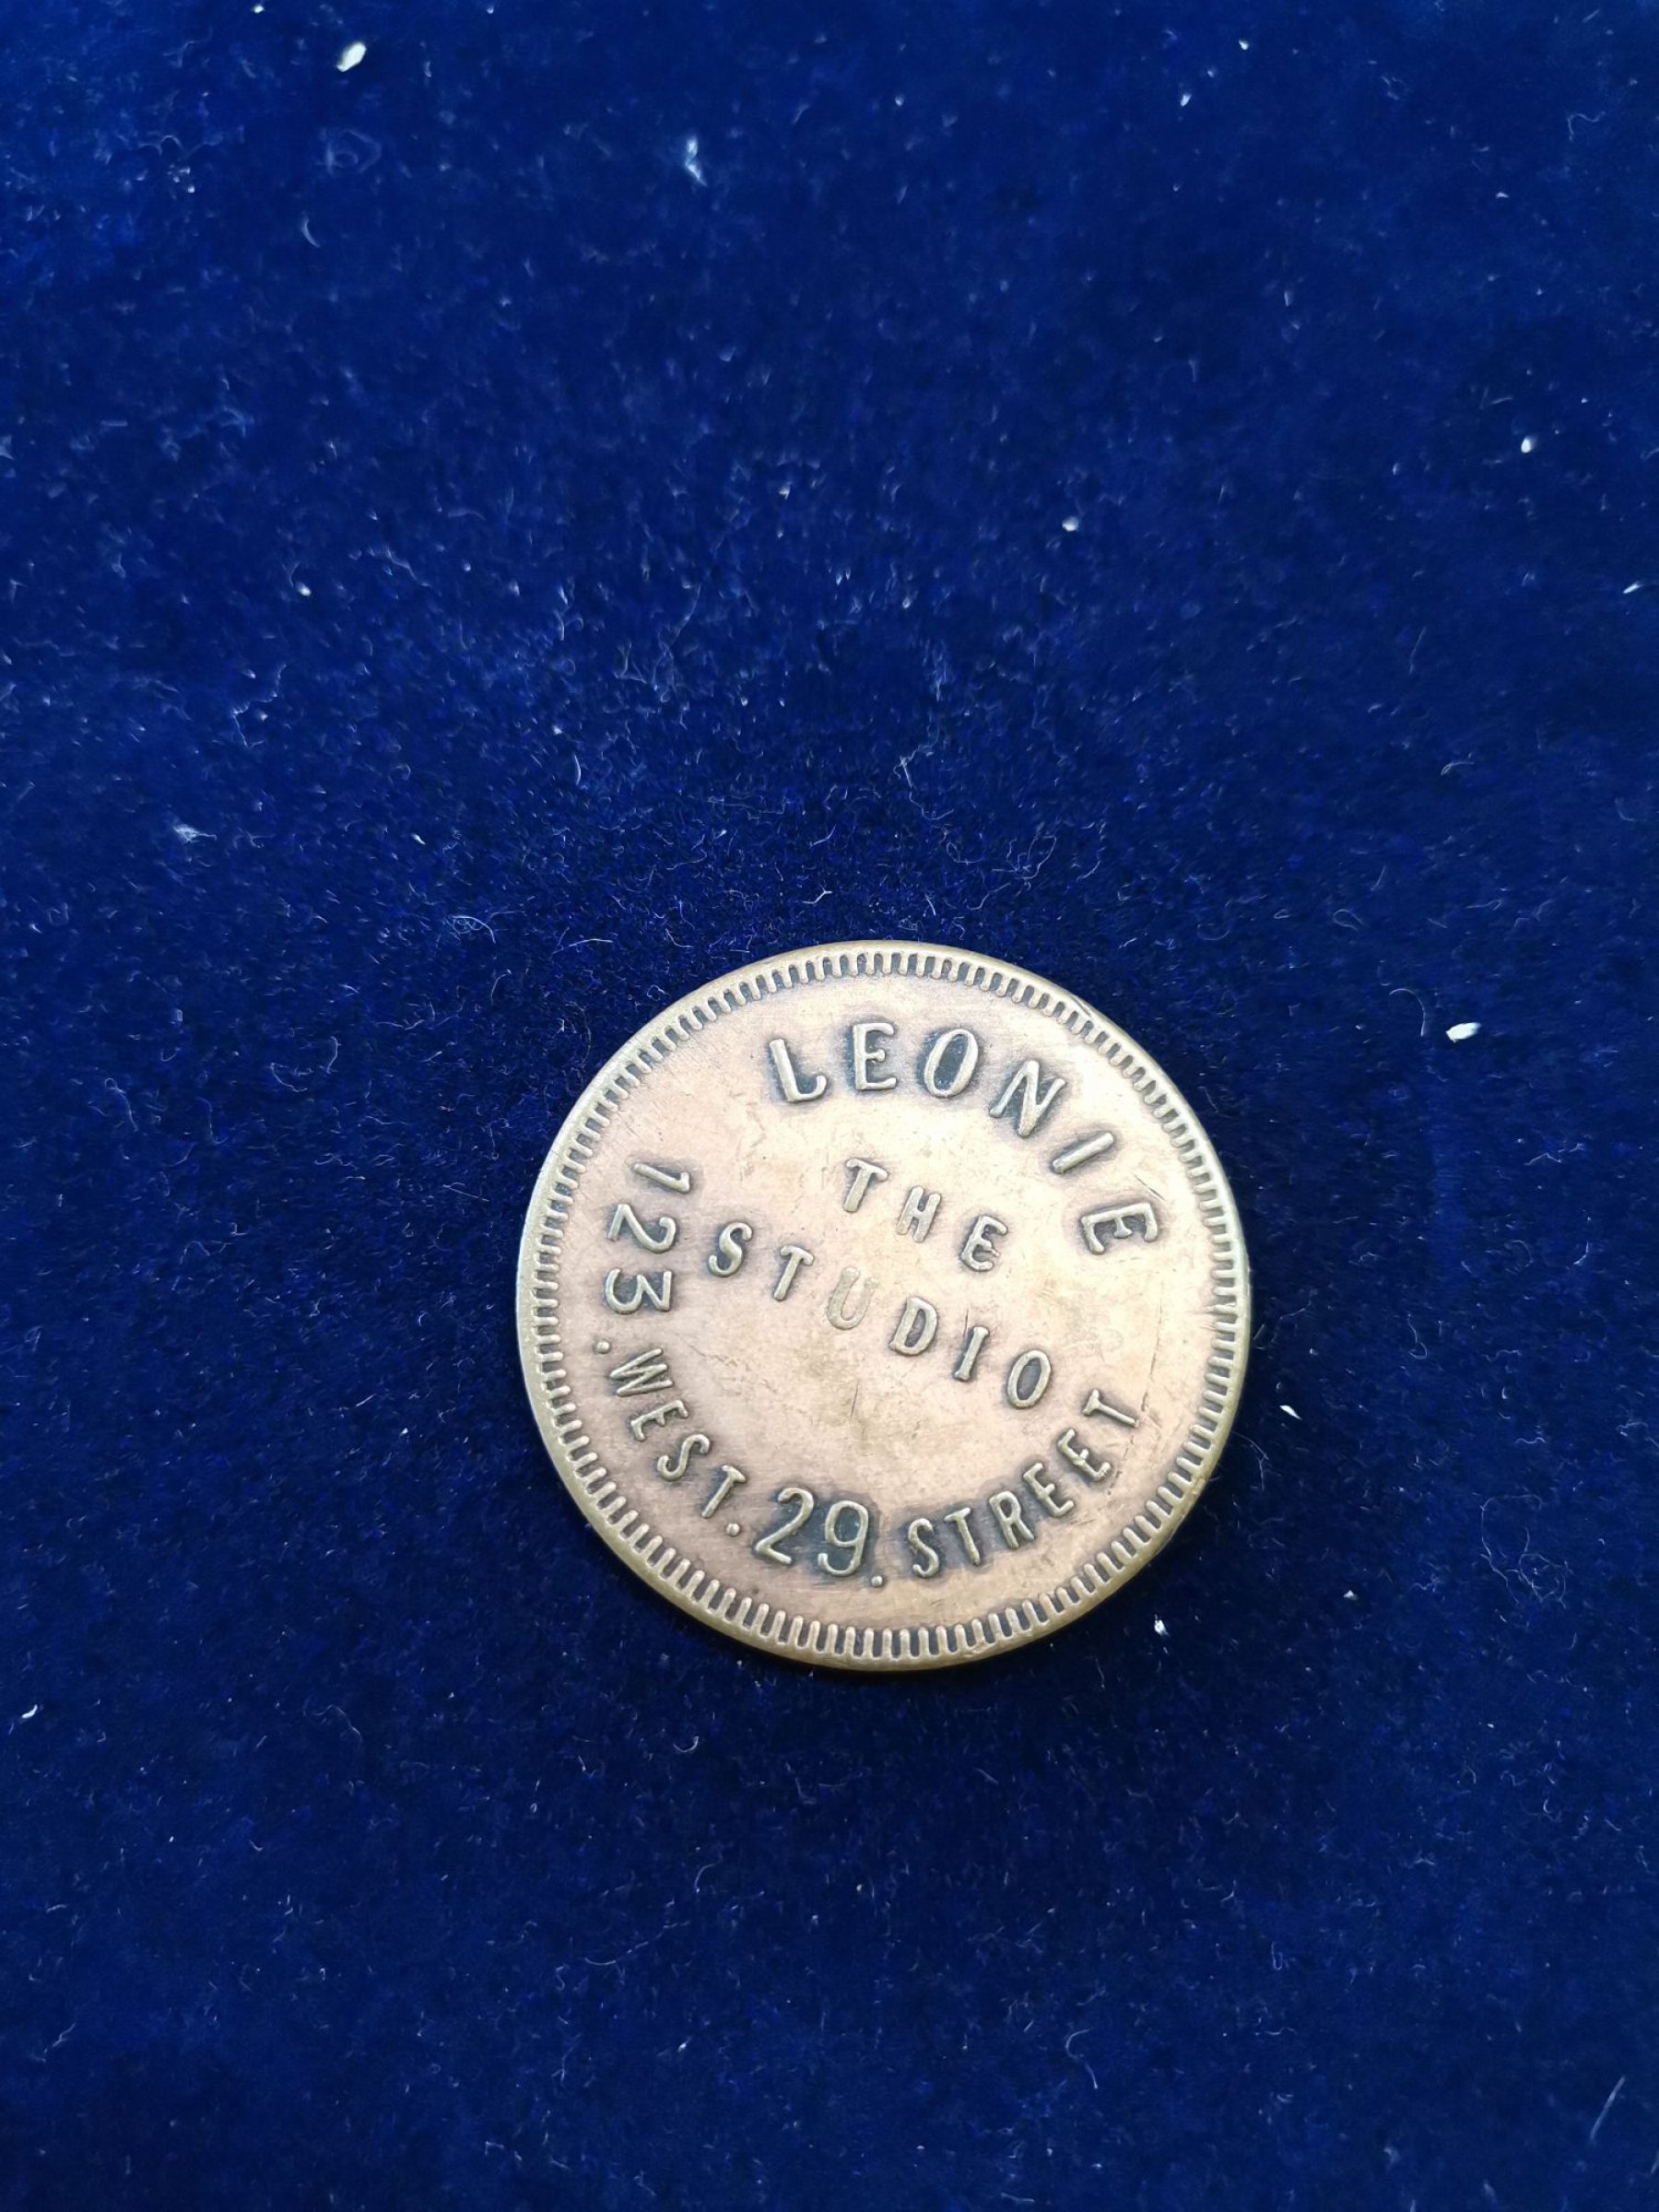 LEONIE
THE
STUDIO
123.WEST.29.STREET